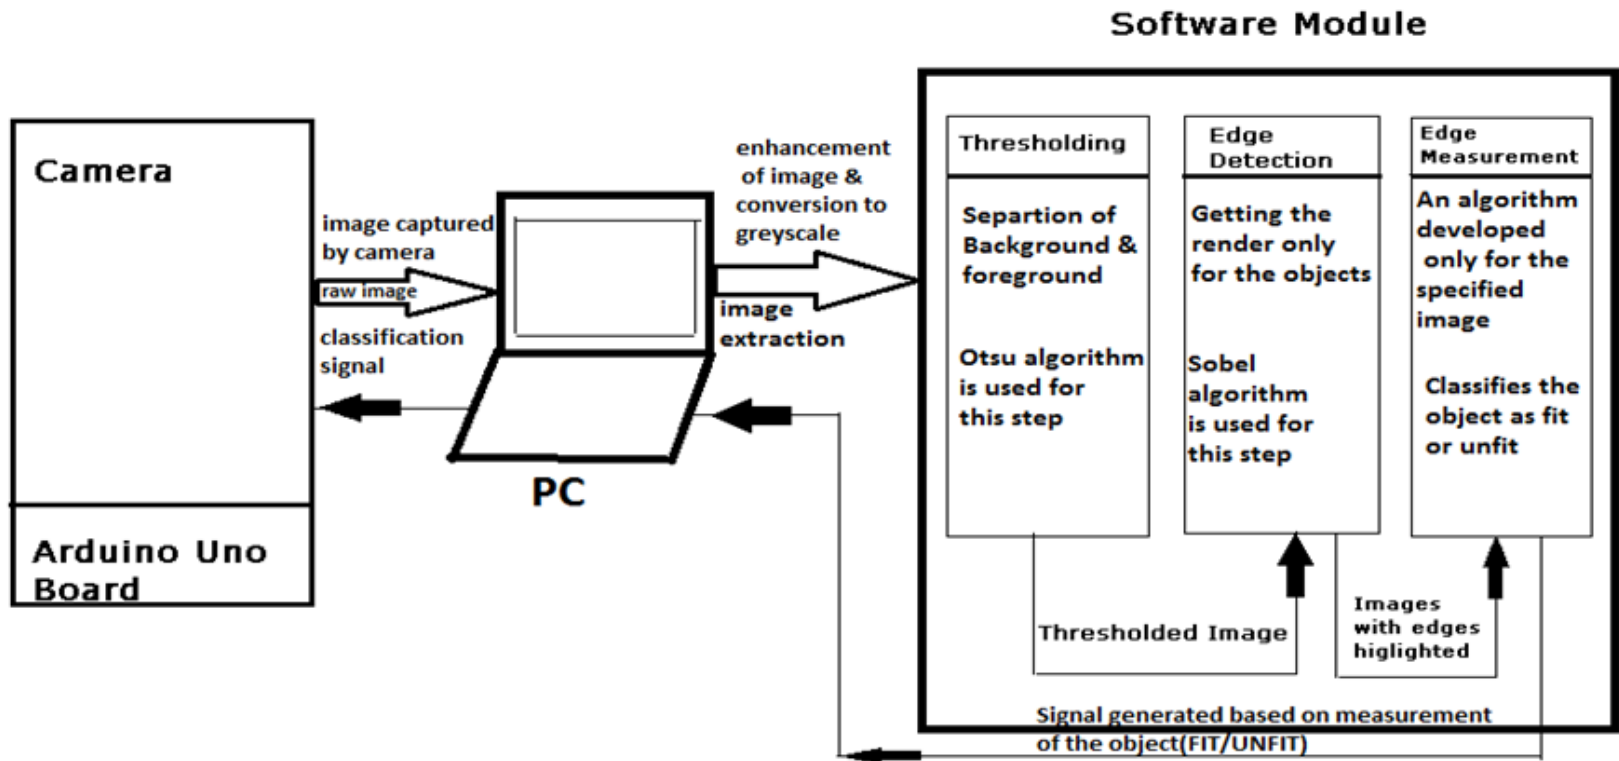 Software Module
Camera
Arduino Uno
Board
image captured
by camera
raw image
classification
signal
PC
enhancement
of image &
conversion to
greyscale
image
extraction
Thresholding
Separtion of
Background &
foreground
Otsu algorithm
is used for
this step
Edge
Detection
Getting the
render only
for the objects
Sobel
algorithm
is used for
this step
Edge
Measurement
An algorithm
developed
only for the
specified
image
Classifies the
object as fit
or unfit
Thresholded Image
Images
with edges
higlighted
Signal generated based on measurement
of the object(FIT/UNFIT)